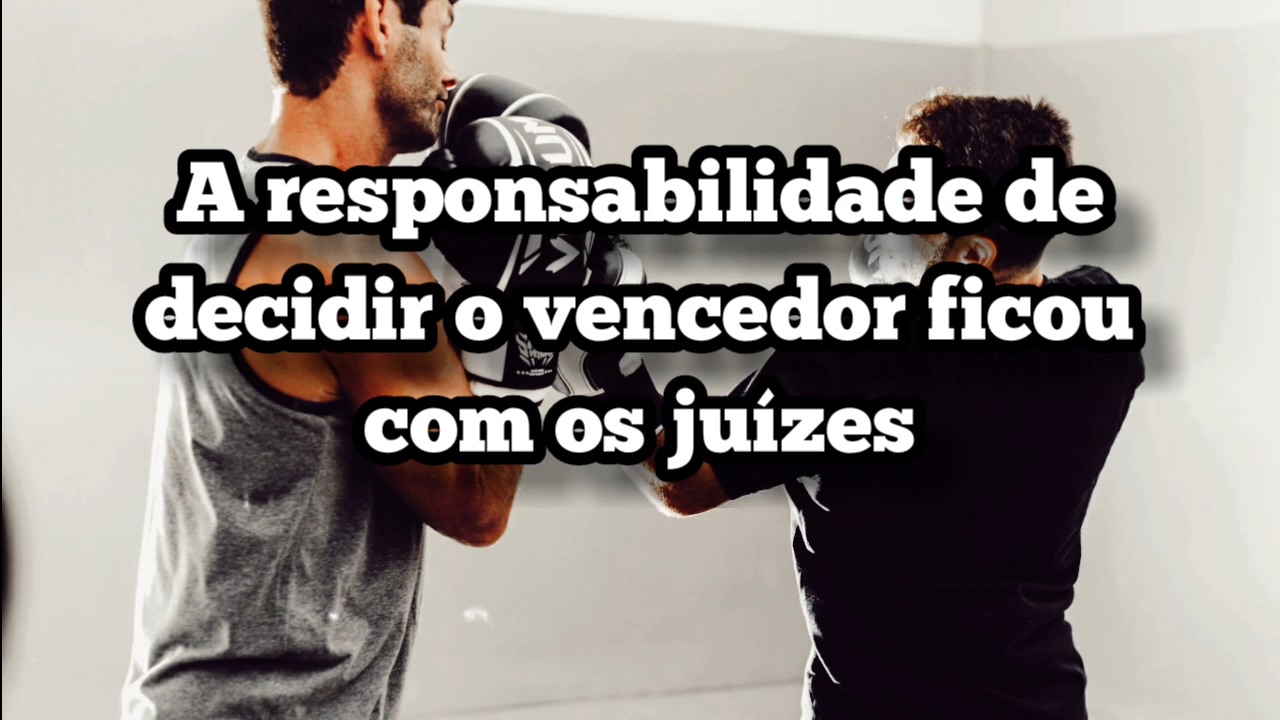 A responsabilidade de
decidir o vencedor ficou
com os juízes